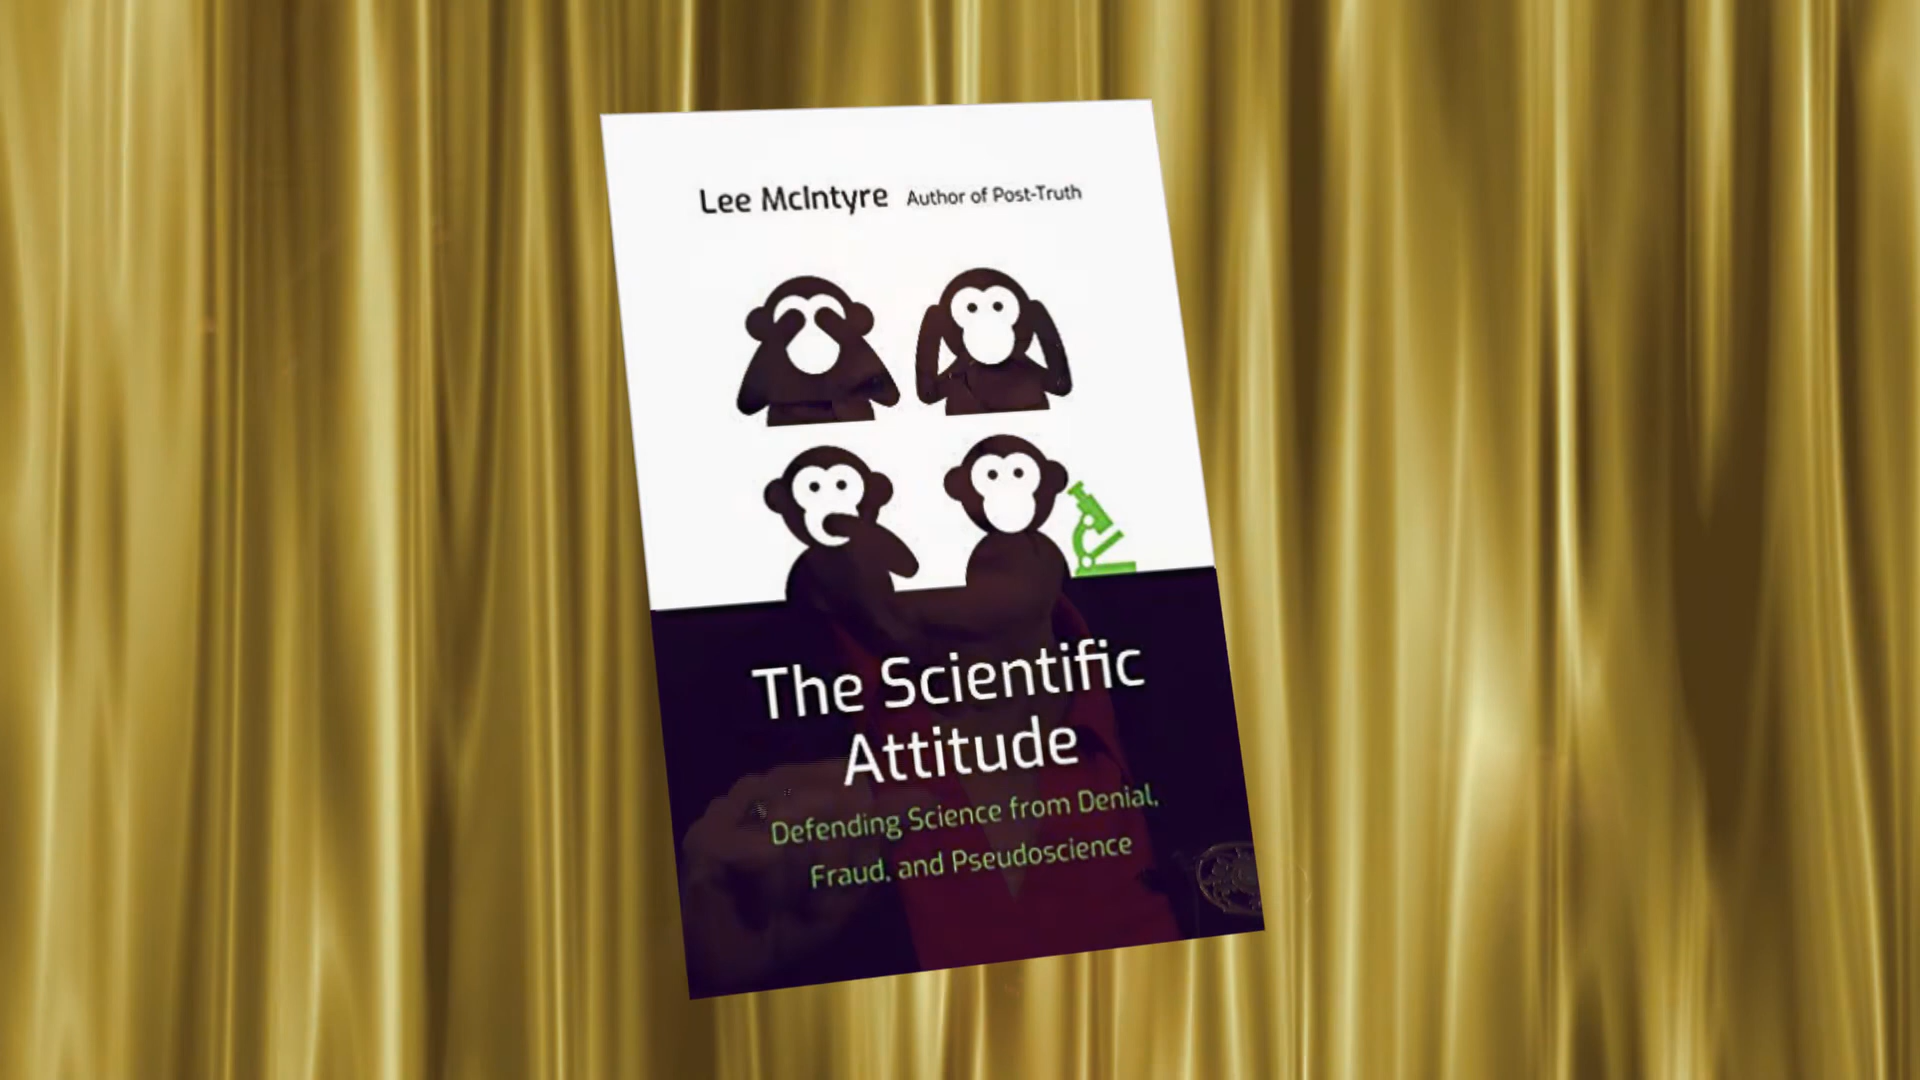 Lee McIntyre Author of Post-Truth
The Scientific
Attitude
Defending Science from Denial,
Fraud, and Pseudoscience